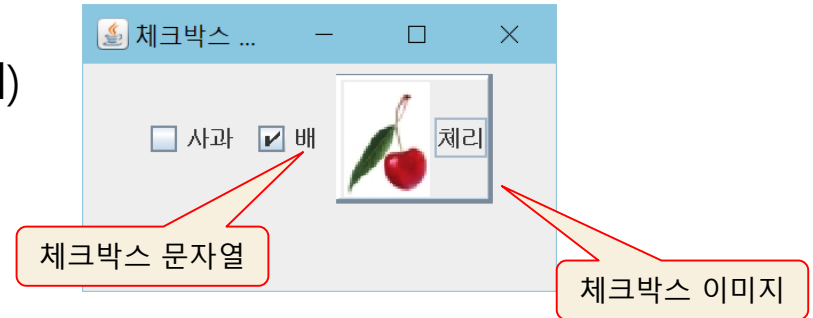 체크박스 ...
)
사과 배 체리
체크박스 문자열
체크박스 이미지